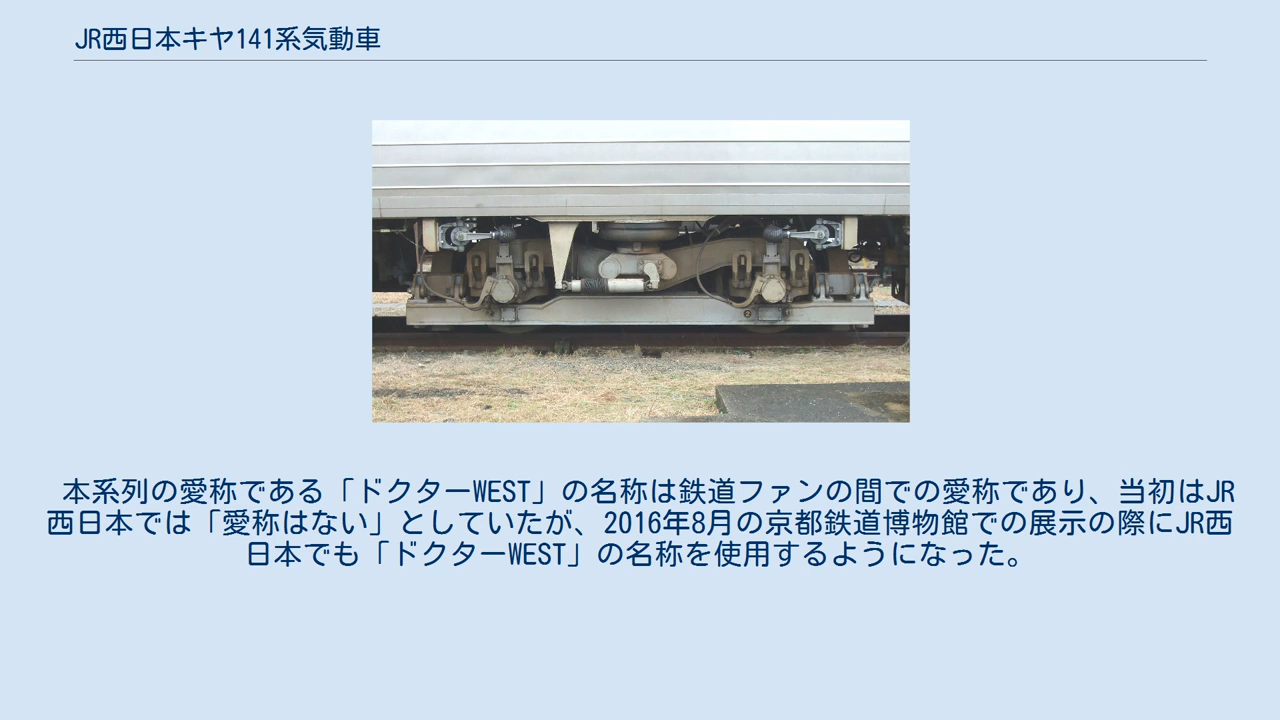 JR西日本キヤ141系気動車
本系列の愛称である「ドクターWEST」の名称は鉄道ファンの間での愛称であり、当初はJR
西日本では「愛称はない」としていたが、2016年8月の京都鉄道博物館での展示の際にJR西
日本でも「ドクターWEST」の名称を使用するようになった。